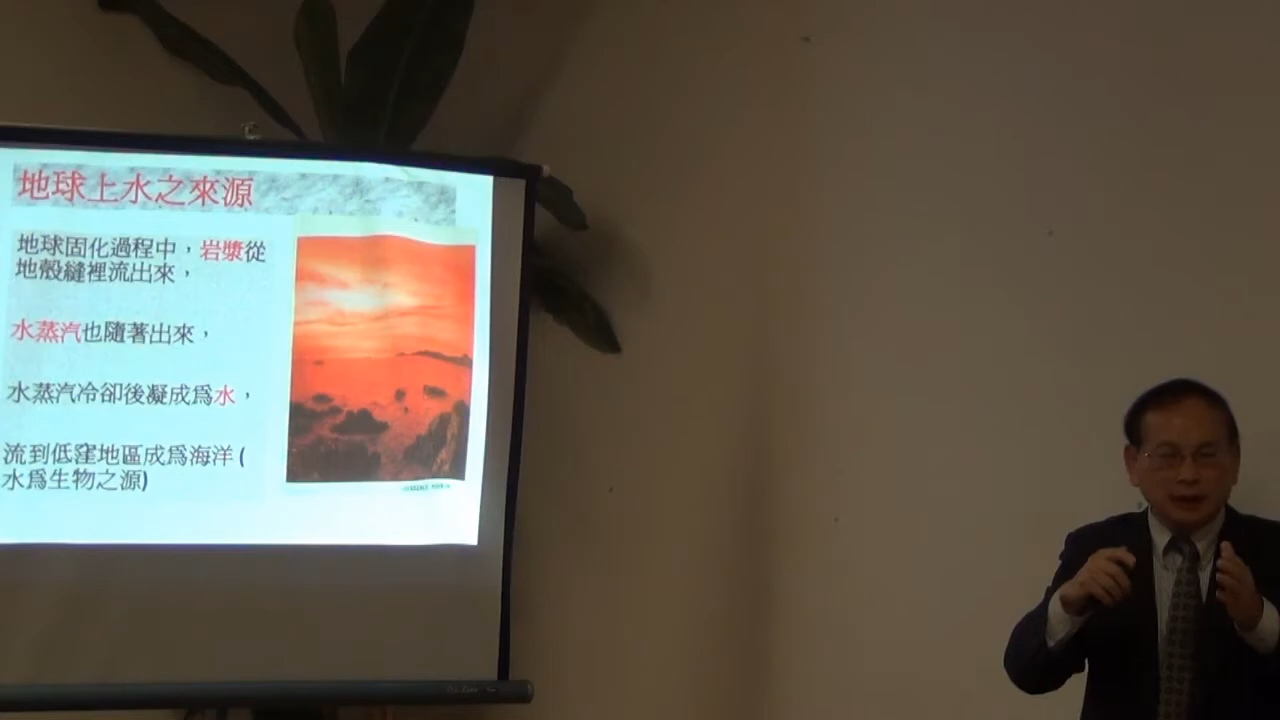 地球上水之來源
地球固化過程中，岩漿從
地殼縫裡流出來，
水蒸汽也隨著出來，
水蒸汽冷卻後凝成爲水，
流到低窪地區成爲海洋(
水爲生物之源)